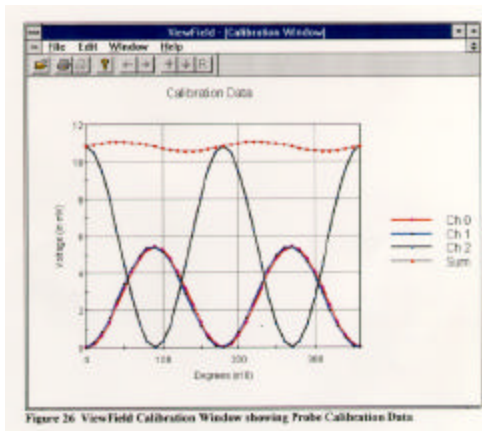 ViewField - [Calibration Window]
File Edit Window Help
Calibration Data
12
10
8
6
4
2
0
Voltage (in mV)
0 100 200 300
Degrees
Ch 0
Ch 1
Ch 2
Sum
Figure 26 ViewField Calibration Window showing Probe Calibration Data